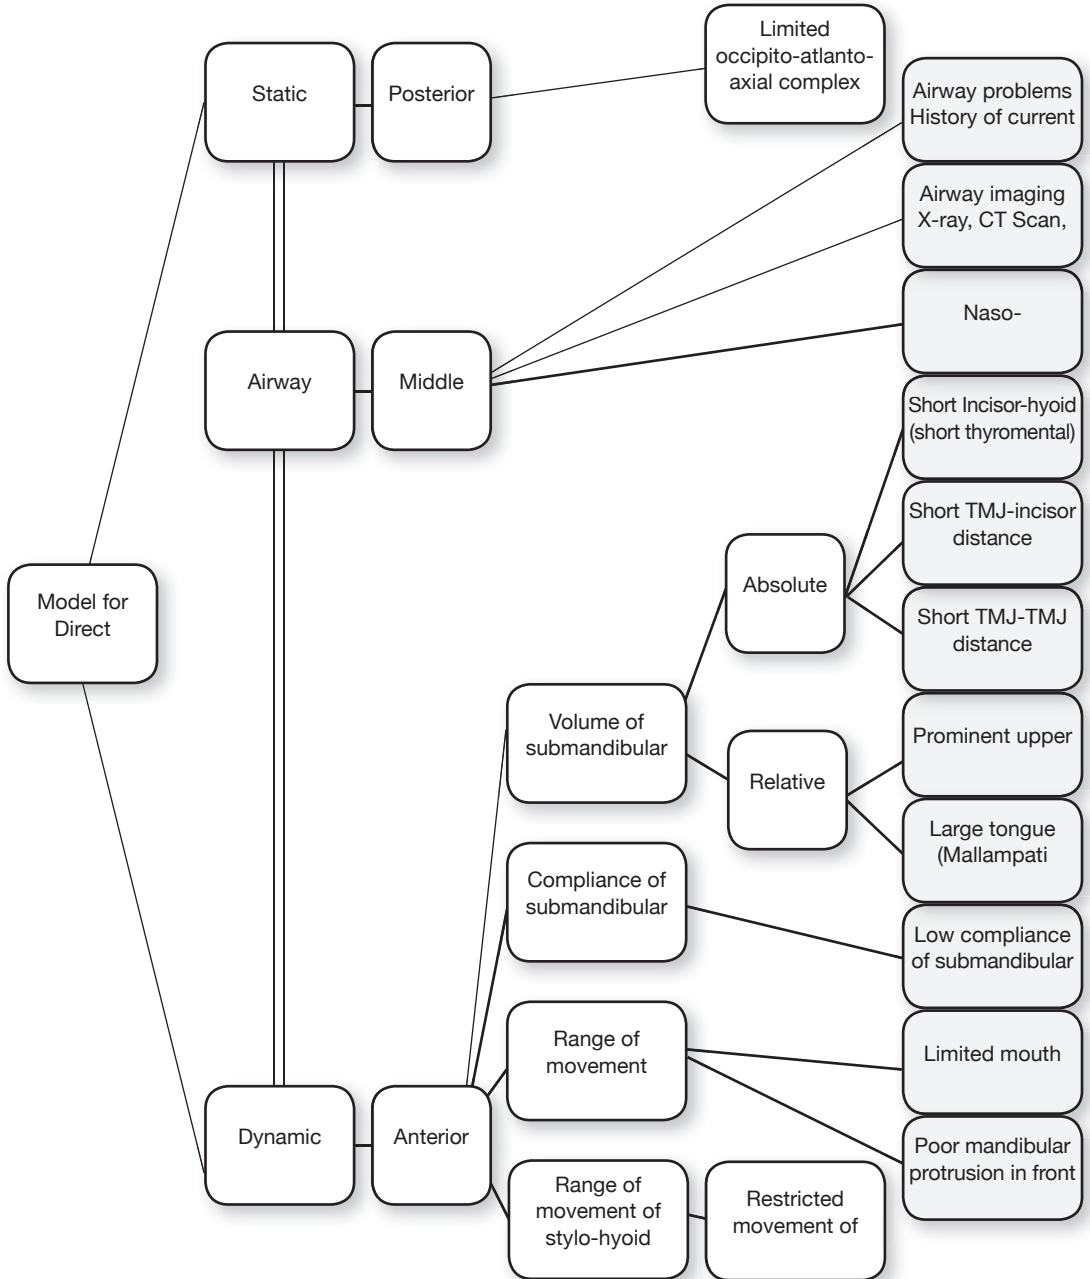 Limited
occipito-atlanto-
axial complex
Static
Posterior
Airway problems
History of current
Airway imaging
X-ray, CT Scan,
Naso-
Airway
Middle
Short Incisor-hyoid
(short thyromental)
Short TMJ-incisor
distance
Absolute
Model for
Direct
Short TMJ-TMJ
distance
Volume of
submandibular
Prominent upper
Relative
Large tongue
(Mallampati
Compliance of
submandibular
Low compliance
of submandibular
Range of
movement
Limited mouth
Dynamic
Anterior
Poor mandibular
protrusion in front
Range of
movement of
stylo-hyoid
Restricted
movement of